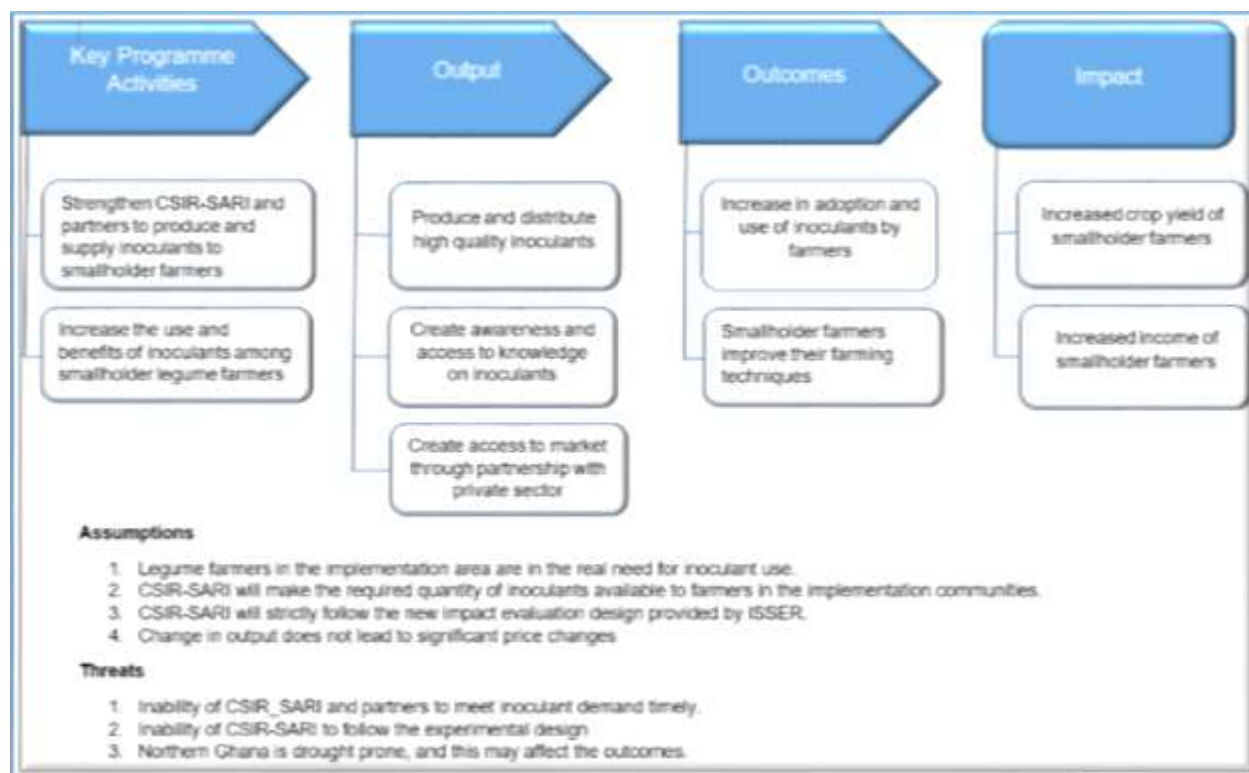 Key Programme
Activities
Output
Outcomes
Impact
Strengthen CSIR-SARI and
partners to produce and
supply inoculants to
smallholder farmers
Increase the use and
benefits of inoculants among
smallholder legume farmers
Produce and distribute
high quality inoculants
Create awareness and
access to knowledge
on inoculants
Create access to market
through partnership with
private sector
Increase in adoption and
use of inoculants by
farmers
Smallholder farmers
improve their farming
techniques
Increased crop yield of
smallholder farmers
Increased income of
smallholder farmers
Assumptions
1. Legume farmers in the implementation area are in the real need for inoculant use.
2. CSIR-SARI will make the required quantity of inoculants available to farmers in the implementation communities.
3. CSIR-SARI will strictly follow the new impact evaluation design provided by ISSER.
4. Change in output does not lead to significant price changes
Threats
1. Inability of CSIR_SARI and partners to meet inoculant demand timely.
2. Inability of CSIR-SARI to follow the experimental design
3. Northern Ghana is drought prone, and this may affect the outcomes.